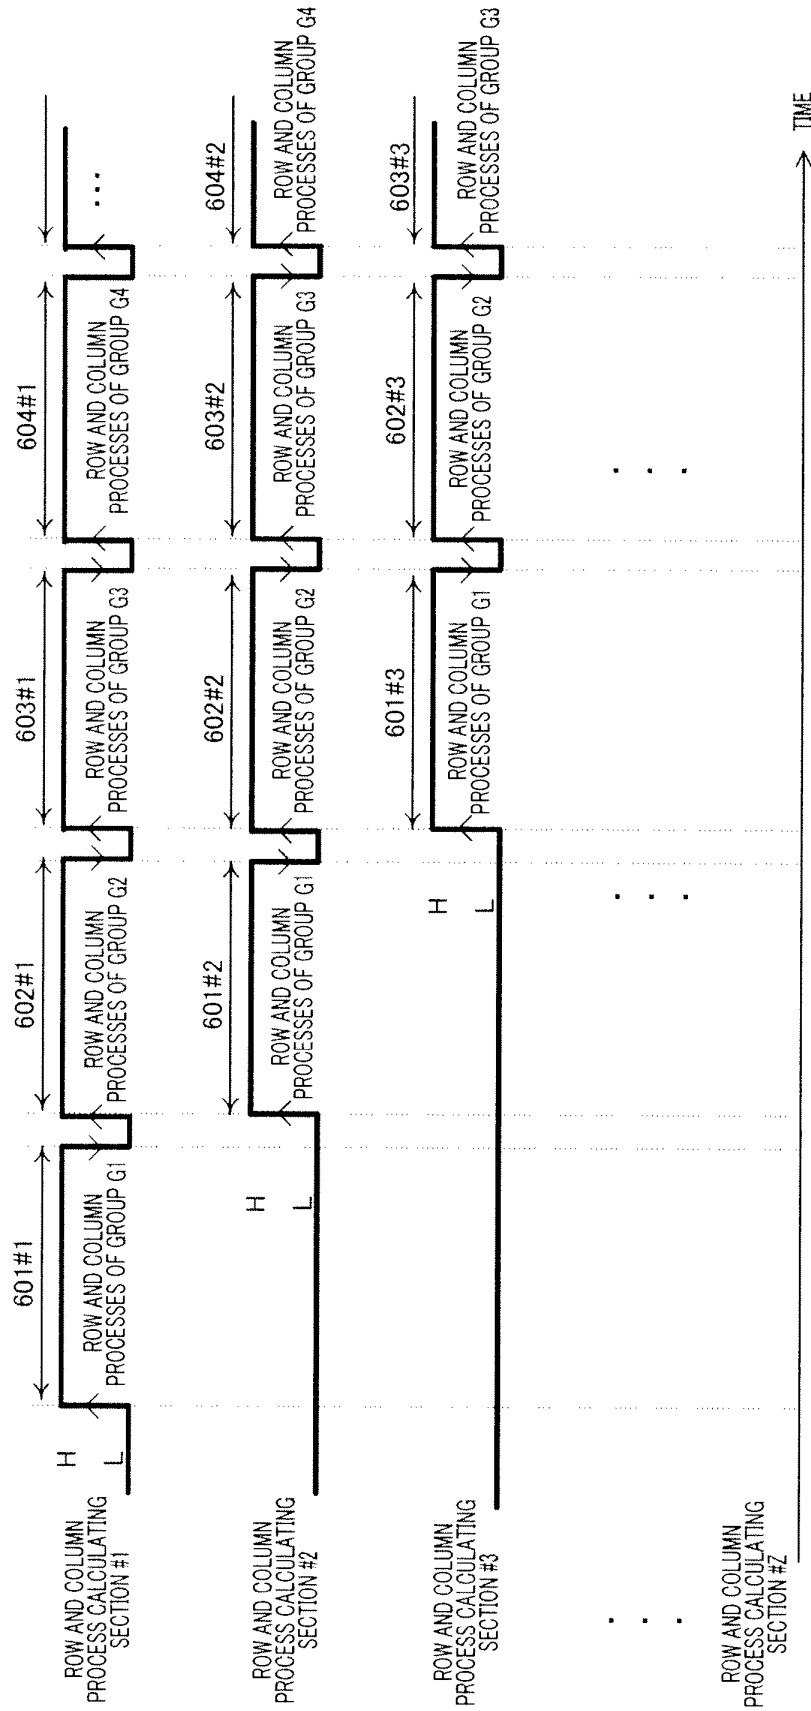 ROW AND COLUMN
PROCESS CALCULATING
SECTION #1
H
L
601#1
ROW AND COLUMN
PROCESSES OF GROUP G1
602#1
ROW AND COLUMN
PROCESSES OF GROUP G2
603#1
ROW AND COLUMN
PROCESSES OF GROUP G3
604#1
ROW AND COLUMN
PROCESSES OF GROUP G4
...
ROW AND COLUMN
PROCESS CALCULATING
SECTION #2
H
L
601#2
ROW AND COLUMN
PROCESSES OF GROUP G1
602#2
ROW AND COLUMN
PROCESSES OF GROUP G2
603#2
ROW AND COLUMN
PROCESSES OF GROUP G3
604#2
ROW AND COLUMN
PROCESSES OF GROUP G4
ROW AND COLUMN
PROCESS CALCULATING
SECTION #3
H
L
601#3
ROW AND COLUMN
PROCESSES OF GROUP G1
602#3
ROW AND COLUMN
PROCESSES OF GROUP G2
603#3
ROW AND COLUMN
PROCESSES OF GROUP G3
. . .
. . .
. . .
ROW AND COLUMN
PROCESS CALCULATING
SECTION #Z
TIME